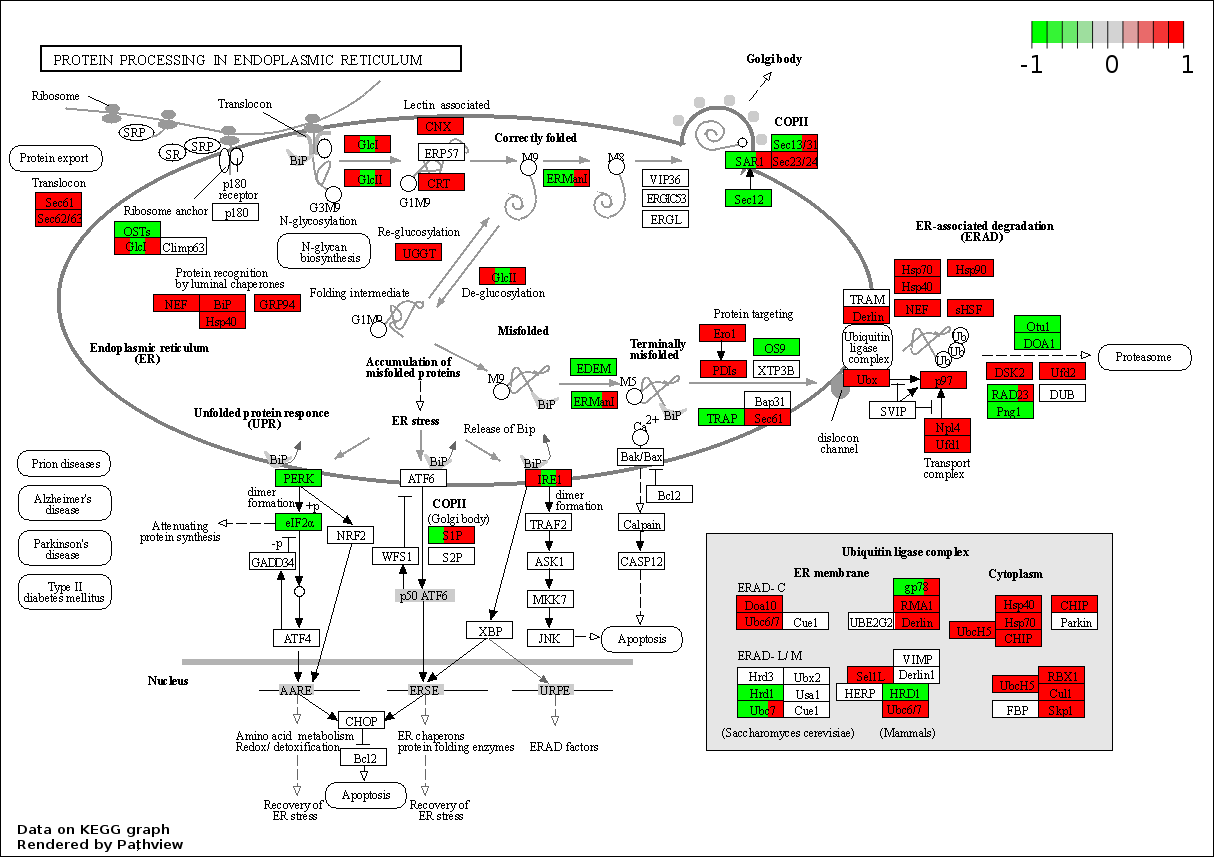 PROTEIN PROCESSING IN ENDOPLASMIC RETICULUM
-1 0 1
Golgi body
Ribosome
Translocon
Lectin associated
COPII
SRP
SR
SRP
BiP
GlcI
CNX
Correctly folded
Sec13/31
ERP57
M9
M8
SAR1
Sec23/24
Protein export
GlcII
CRT
ERManI
VIP36
Translocon
p180
receptor
G3M9
G1M9
ERGIC53
Sec12
Sec61
Sec62/63
Ribosome anchor
p180
N-glycosylation
ERGL
OSTs
GlcI
Climp63
N-glycan
biosynthesis
Re-glucosylation
UGGT
ER-associated degradation
(ERAD)
Protein recognition
by luminal chaperones
GlcII
De-glucosylation
Hsp70
Hsp90
Hsp40
NEF
BiP
GRP94
Hsp40
Folding intermediate
G1M9
TRAM
Derlin
NEF
sHSF
Misfolded
Protein targeting
Ero1
OS9
Ubiquitin
ligase
complex
Ub
Ub
Ub
Otu1
DOA1
Proteasome
Endoplasmic reticulum
(ER)
Accumulation of
misfolded proteins
Terminally
misfolded
EDEM
ERManI
PDIs
XTP3B
M9
M5
BiP
BiP
Ubx
p97
DSK2
Ufd2
RAD23
DUB
Png1
Bap31
TRAP
Sec61
SVIP
Unfolded protein responce
(UPR)
ER stress
Release of Bip
Ca2+
dislocon
channel
Npl4
Ufd1
Transport
complex
Prion diseases
BiP
BiP
BiP
Bak/Bax
PERK
ATF6
IRE1
Bcl2
Alzheimer's
disease
dimer
formation
+p
COPII
(Golgi body)
dimer
formation
Attenuating
protein synthesis
eIF2α
NRF2
S1P
TRAF2
Calpain
Parkinson's
disease
-p
GADD34
WFS1
S2P
ASK1
CASP12
Type II
diabetes mellitus
p50 ATF6
MKK7
ATF4
XBP
JNK
Apoptosis
Ubiquitin ligase complex
ER membrane
Cytoplasm
ERAD-C
gp78
Doa10
RMA1
Hsp40
CHIP
Ubc6/7
Cue1
UBE2G2
Derlin
UbcH5
Hsp70
Parkin
CHIP
ERAD-L/M
VIMP
Hrd3
Ubx2
Sel1L
Derlin1
RBX1
Hrd1
Usa1
HERP
HRD1
UbcH5
Cul1
Ubc7
Cue1
Ubc6/7
FBP
Skp1
(Saccharomyces cerevisiae)
(Mammals)
Nucleus
AARE
ERSE
URPE
CHOP
Amino acid metabolism
Redox/detoxification
ER chaperons
protein folding enzymes
ERAD factors
Bcl2
Apoptosis
Recovery of
ER stress
Recovery of
ER stress
Data on KEGG graph
Rendered by Pathview